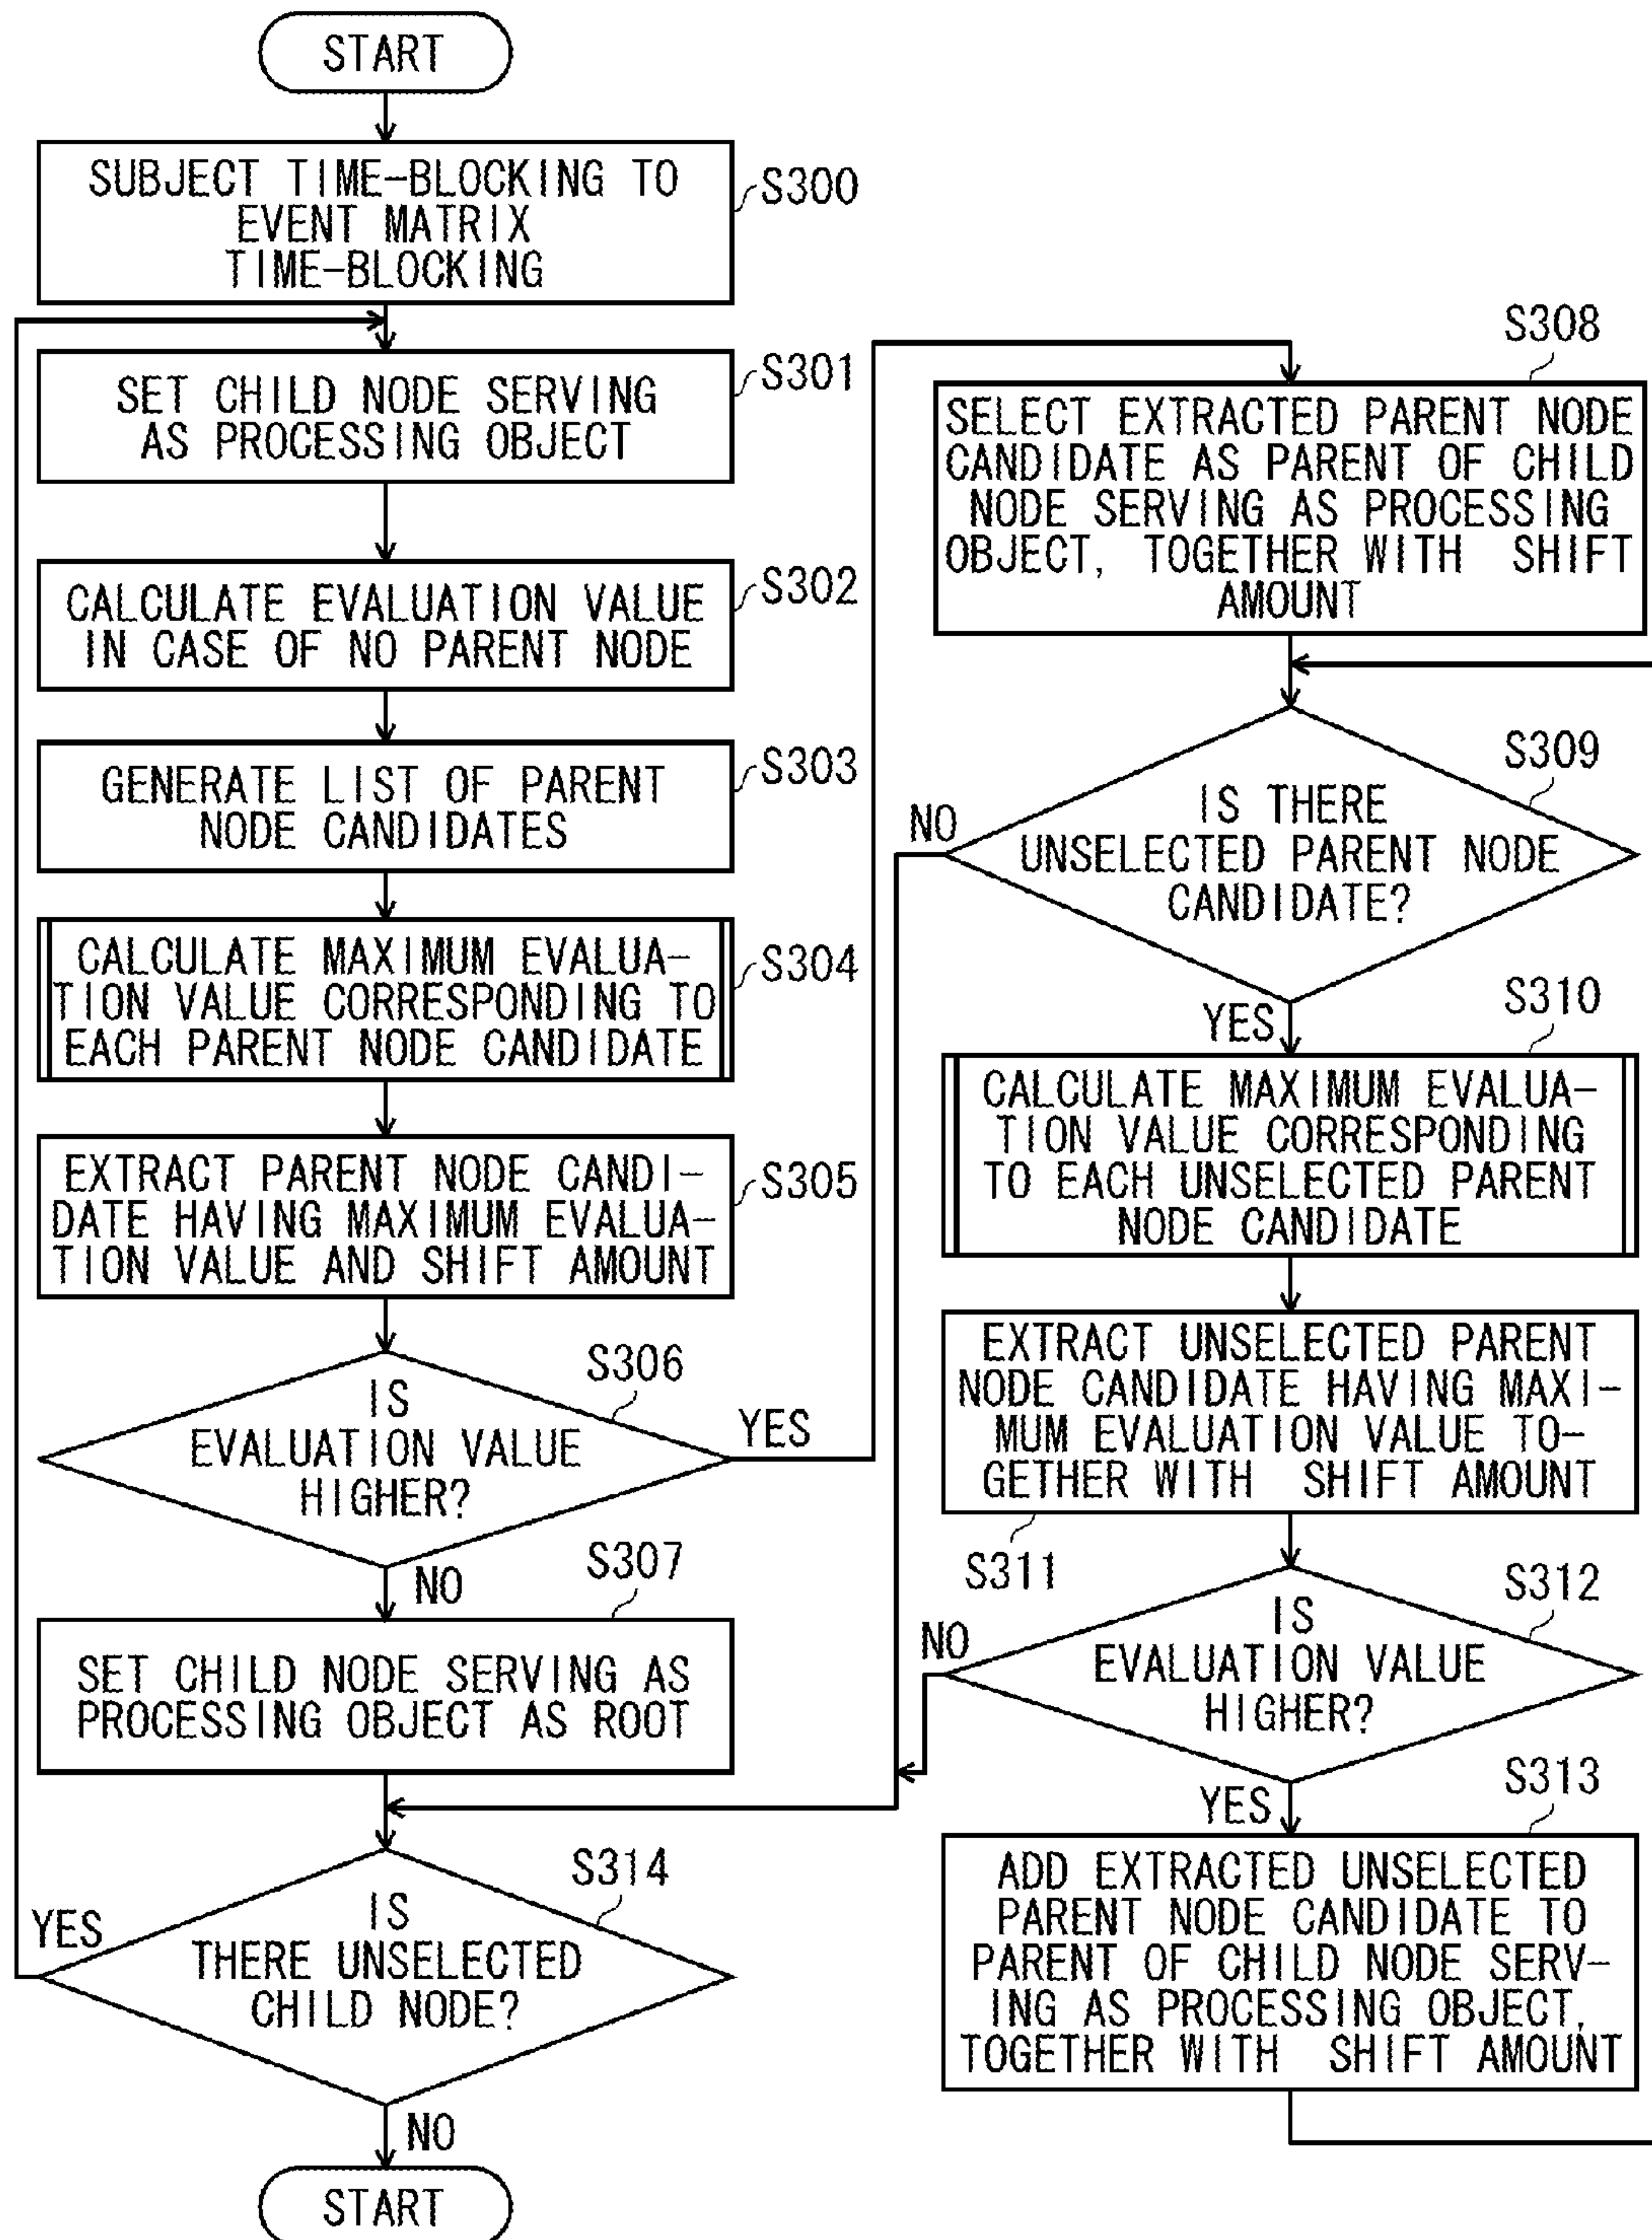 START
SUBJECT TIME-BLOCKING TO
EVENT MATRIX
TIME-BLOCKING
S300
SET CHILD NODE SERVING
AS PROCESSING OBJECT
S301
CALCULATE EVALUATION VALUE
IN CASE OF NO PARENT NODE
S302
GENERATE LIST OF PARENT
NODE CANDIDATES
S303
CALCULATE MAXIMUM EVALUA-
TION VALUE CORRESPONDING TO
EACH PARENT NODE CANDIDATE
S304
EXTRACT PARENT NODE CANDI-
DATE HAVING MAXIMUM EVALUA-
TION VALUE AND SHIFT AMOUNT
S305
S306
IS
EVALUATION VALUE
HIGHER?
YES
NO
S307
SET CHILD NODE SERVING AS
PROCESSING OBJECT AS ROOT
S314
IS
THERE UNSELECTED
CHILD NODE?
YES
NO
START
S308
SELECT EXTRACTED PARENT NODE
CANDIDATE AS PARENT OF CHILD
NODE SERVING AS PROCESSING
OBJECT, TOGETHER WITH SHIFT
AMOUNT
S309
IS THERE
UNSELECTED PARENT NODE
CANDIDATE?
NO
YES
S310
CALCULATE MAXIMUM EVALUA-
TION VALUE CORRESPONDING
TO EACH UNSELECTED PARENT
NODE CANDIDATE
EXTRACT UNSELECTED PARENT
NODE CANDIDATE HAVING MAXI-
MUM EVALUATION VALUE TO-
GETHER WITH SHIFT AMOUNT
S311
S312
IS
EVALUATION VALUE
HIGHER?
NO
YES
S313
ADD EXTRACTED UNSELECTED
PARENT NODE CANDIDATE TO
PARENT OF CHILD NODE SERV-
ING AS PROCESSING OBJECT,
TOGETHER WITH SHIFT AMOUNT